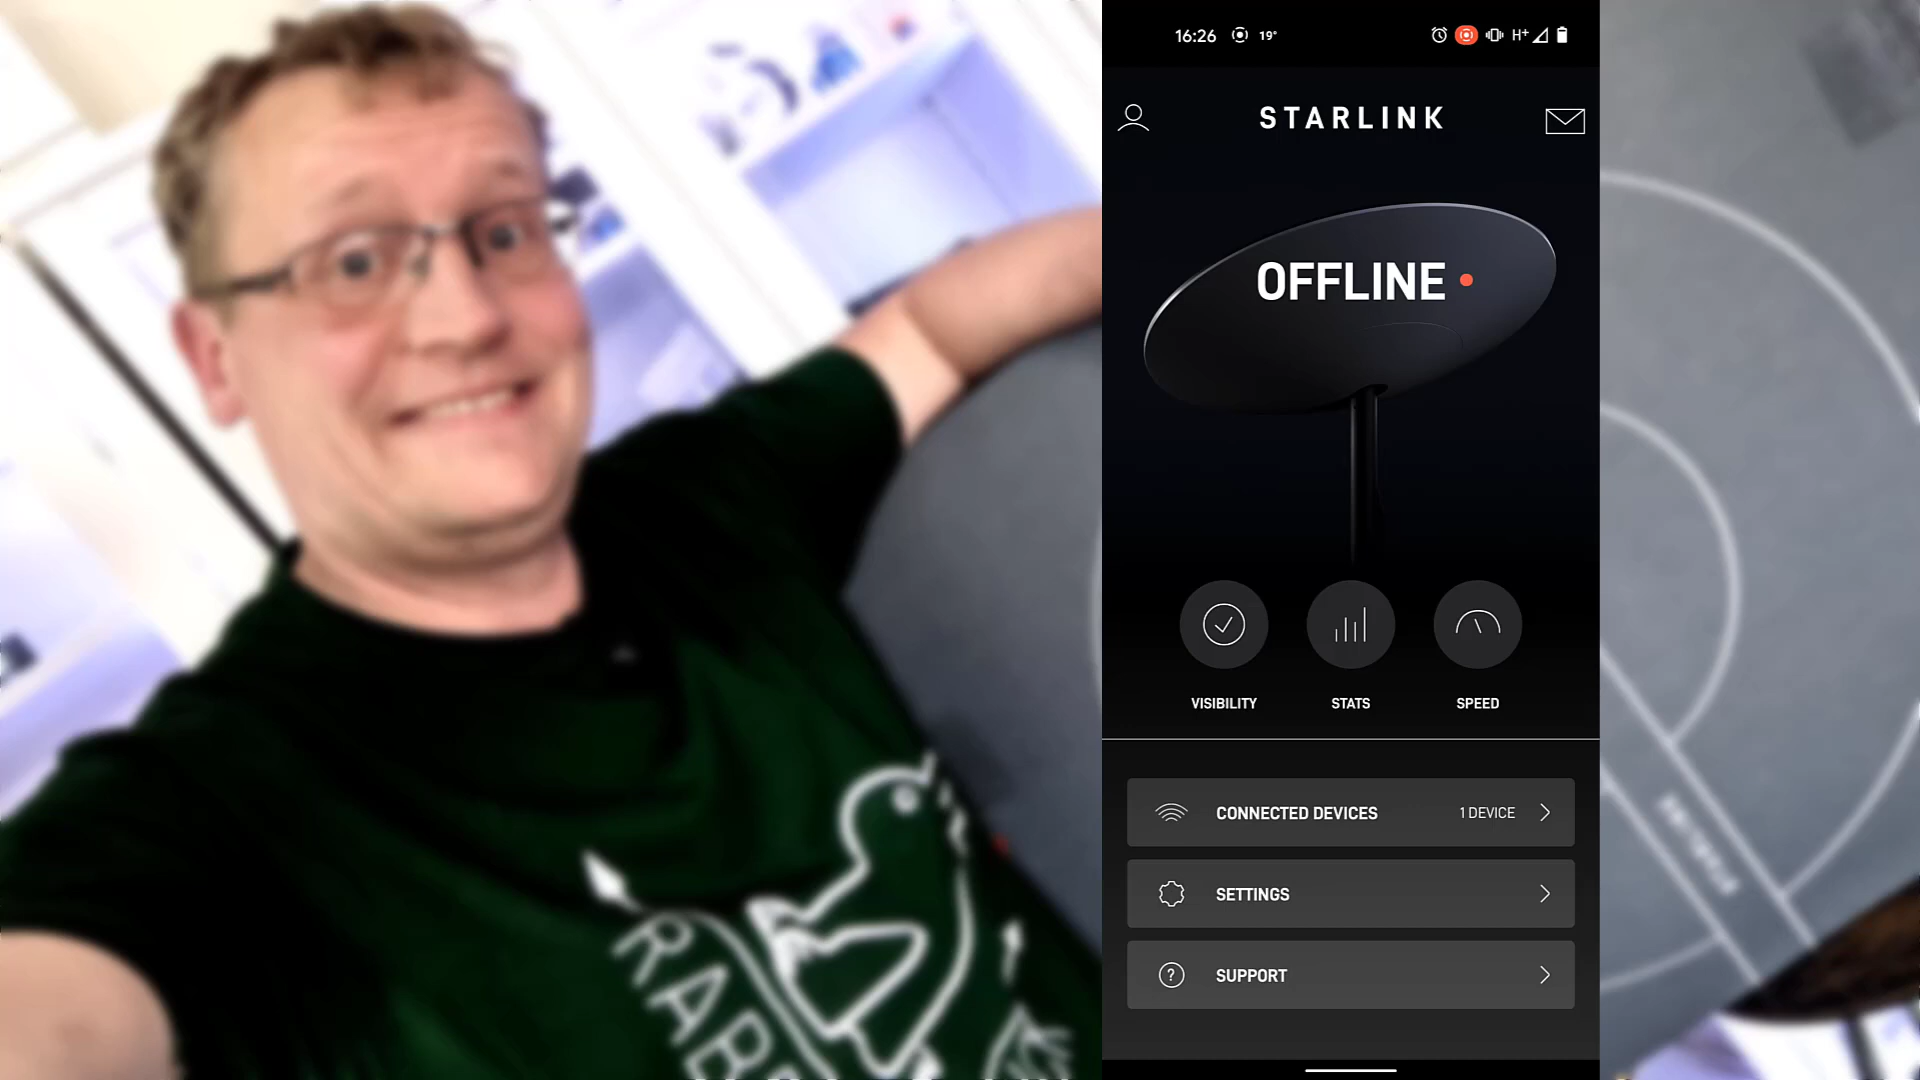 16:26 19° H+
STARLINK
OFFLINE
VISIBILITY STATS SPEED
CONNECTED DEVICES 1 DEVICE
SETTINGS
SUPPORT